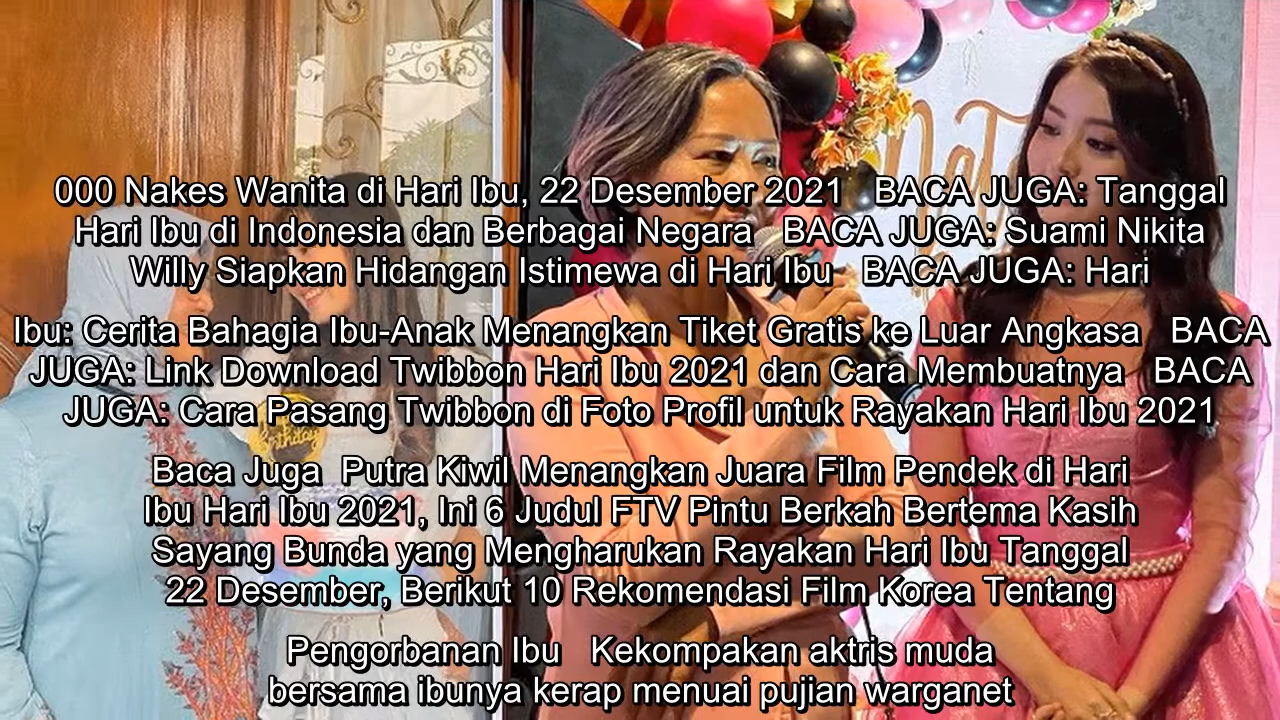 000 Nakes Wanita di Hari Ibu, 22 Desember 2021   BACA JUGA: Tanggal
Hari Ibu di Indonesia dan Berbagai Negara   BACA JUGA: Suami Nikita
Willy Siapkan Hidangan Istimewa di Hari Ibu   BACA JUGA: Hari
Ibu: Cerita Bahagia Ibu-Anak Menangkan Tiket Gratis ke Luar Angkasa   BACA
JUGA: Link Download Twibbon Hari Ibu 2021 dan Cara Membuatnya   BACA
JUGA: Cara Pasang Twibbon di Foto Profil untuk Rayakan Hari Ibu 2021
Baca Juga  Putra Kiwil Menangkan Juara Film Pendek di Hari
Ibu Hari Ibu 2021, Ini 6 Judul FTV Pintu Berkah Bertema Kasih
Sayang Bunda yang Mengharukan Rayakan Hari Ibu Tanggal
22 Desember, Berikut 10 Rekomendasi Film Korea Tentang
Pengorbanan Ibu   Kekompakan aktris muda
bersama ibunya kerap menuai pujian warganet
birthday